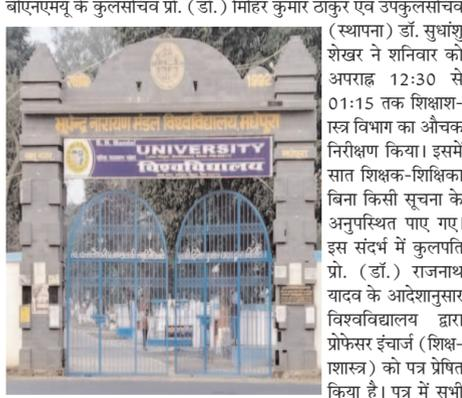 बीएनएमयू के कुलसचिव प्रो. (डॉ.) मिहिर कुमार ठाकुर एवं उपकुलसचिव
(स्थापना) डॉ. सुधांशु
शेखर ने शनिवार को
अपराह्न 12:30 से
01:15 तक शिक्षाश-
ास्त्र विभाग का औचक
निरीक्षण किया। इसमें
सात शिक्षक-शिक्षिका
बिना किसी सूचना के
अनुपस्थित पाए गए।
इस संदर्भ में कुलपति
प्रो. (डॉ.) राजनाथ
यादव के आदेशानुसार
विश्वविद्यालय द्वारा
प्रोफेसर इंचार्ज (शिक्ष-
ाशास्त्र) को पत्र प्रेषित
किया है। पत्र में सभी
1992
भूपेन्द्र नारायण मंडल विश्वविद्यालय, मधेपुरा
UNIVERSITY
विश्वविद्यालय